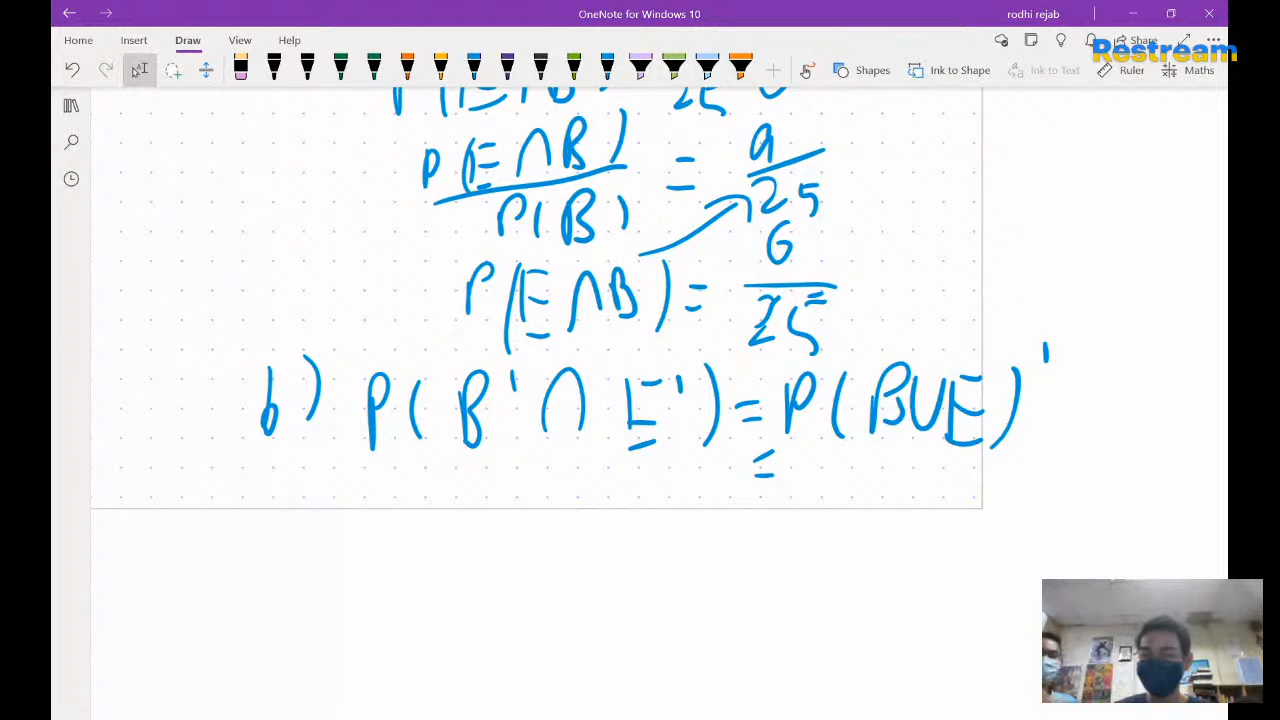 OneNote for Windows 10
rodhi rejab
Home Insert Draw View Help
Share
Restream
Shapes Ink to Shape Ink to Text Ruler Maths
P(E∩B) / P(B) = 9/25
P(E∩B) = 6/25
b) P(B'∩E') = P(B∪E)'